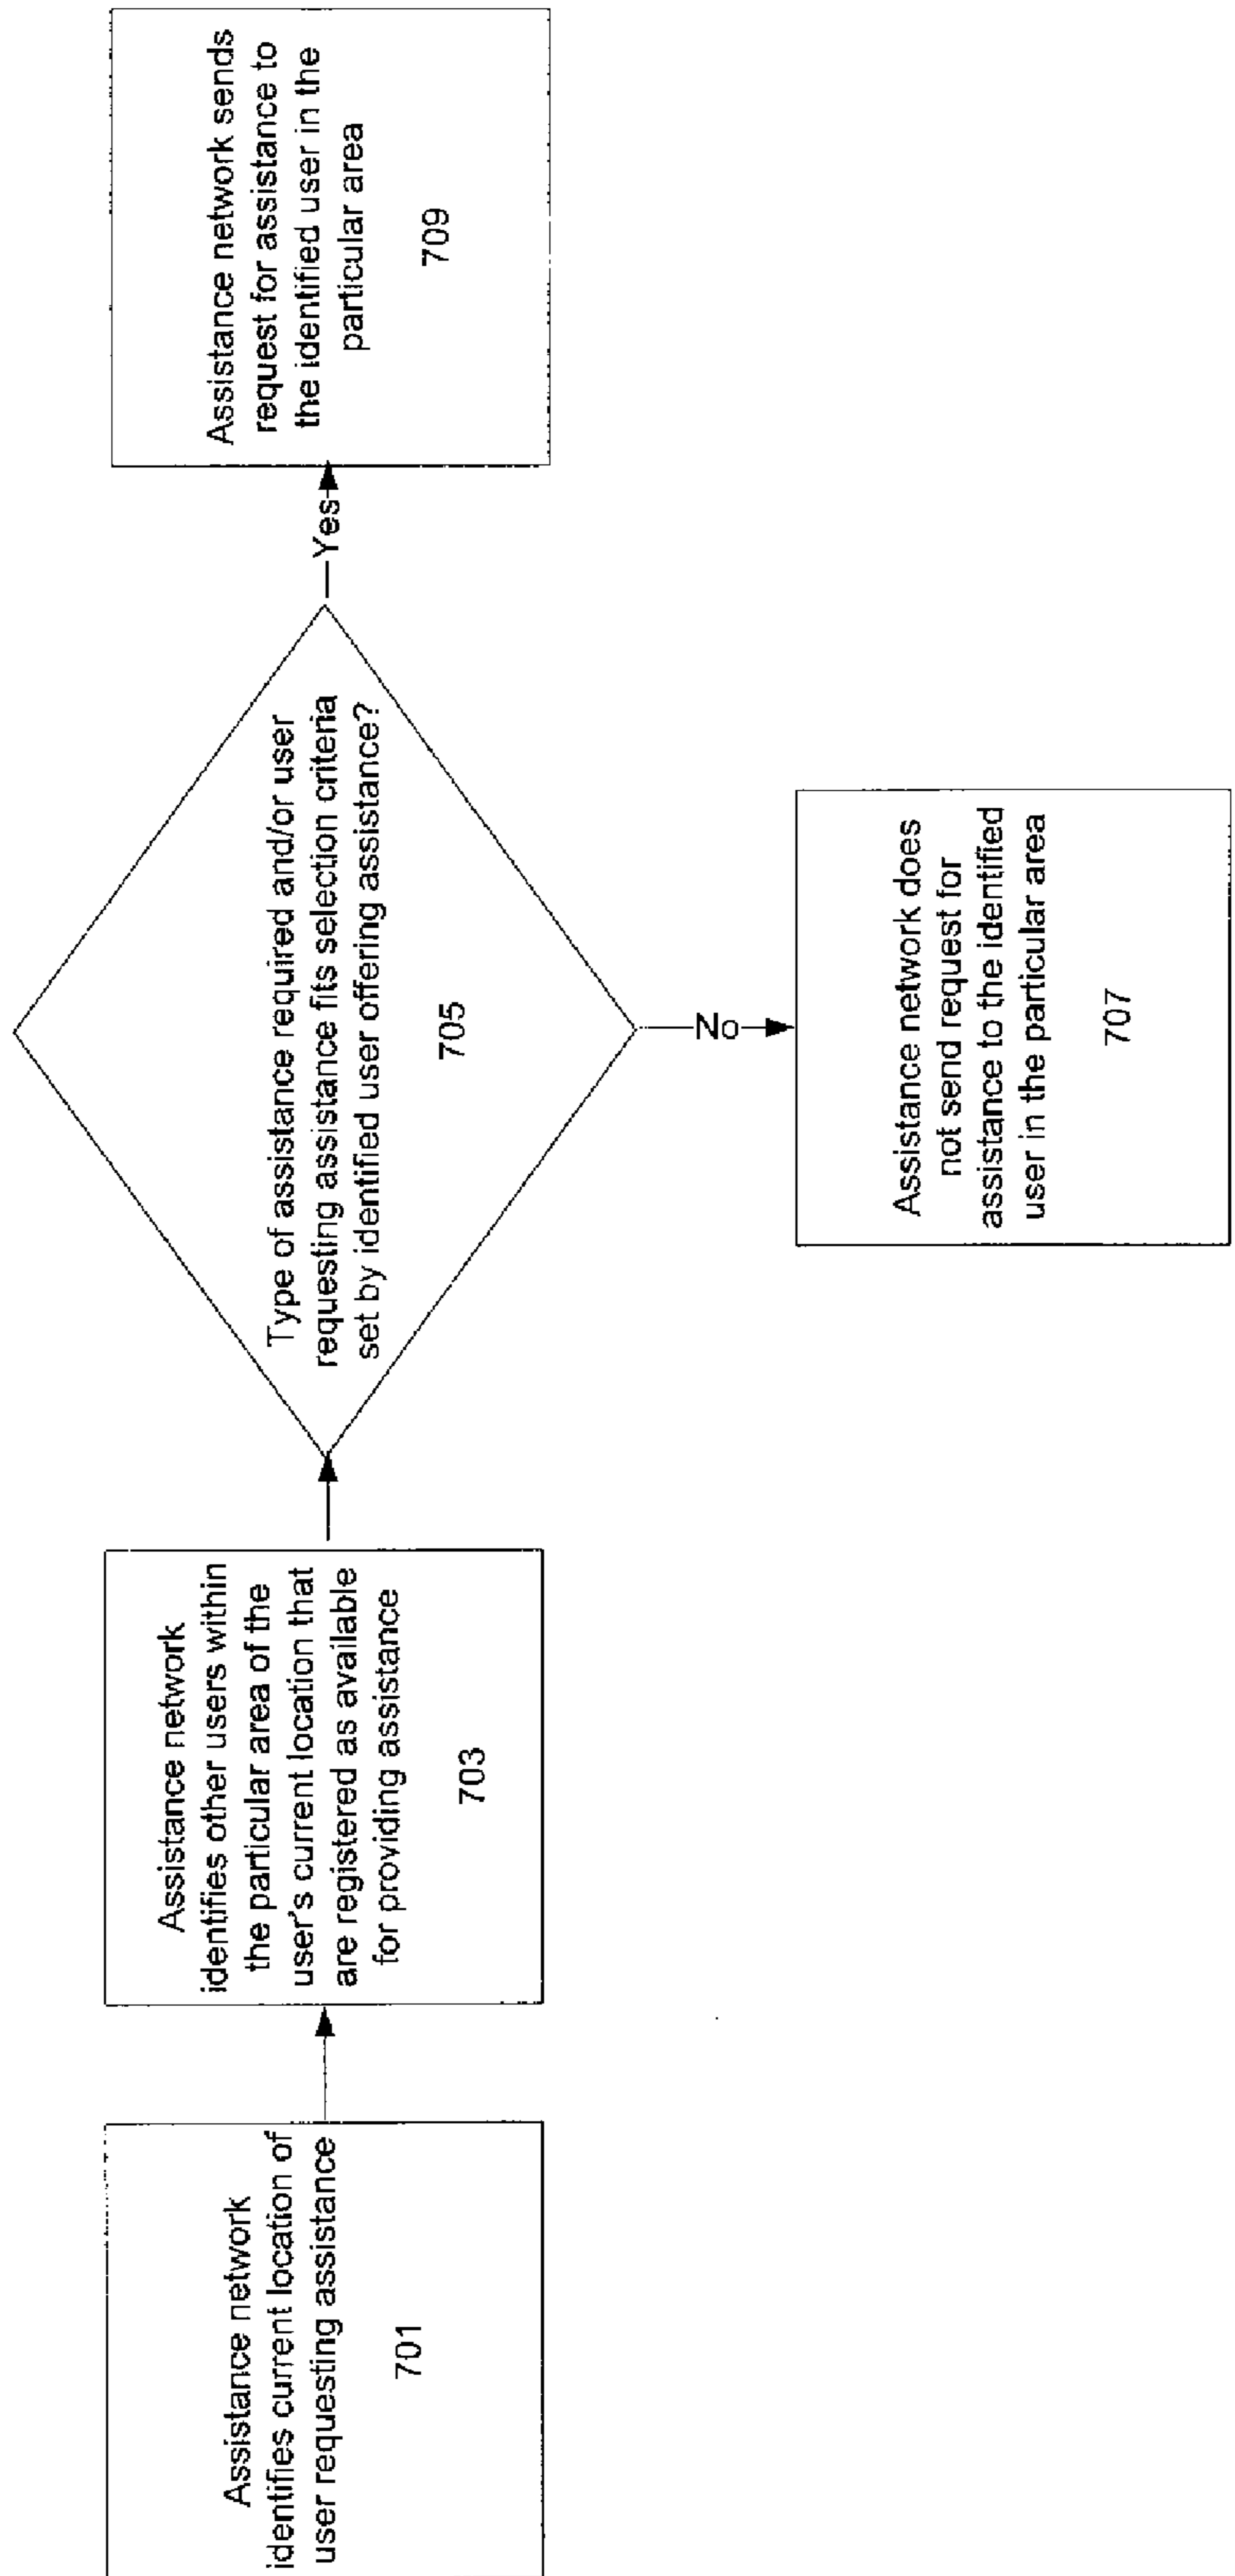 Assistance network
identifies current location of
user requesting assistance
701
Assistance network
identifies other users within
the particular area of the
user's current location that
are registered as available
for providing assistance
703
Type of assistance required and/or user
requesting assistance fits selection criteria
set by identified user offering assistance?
705
Yes
Assistance network sends
request for assistance to
the identified user in the
particular area
709
No
Assistance network does
not send request for
assistance to the identified
user in the particular area
707